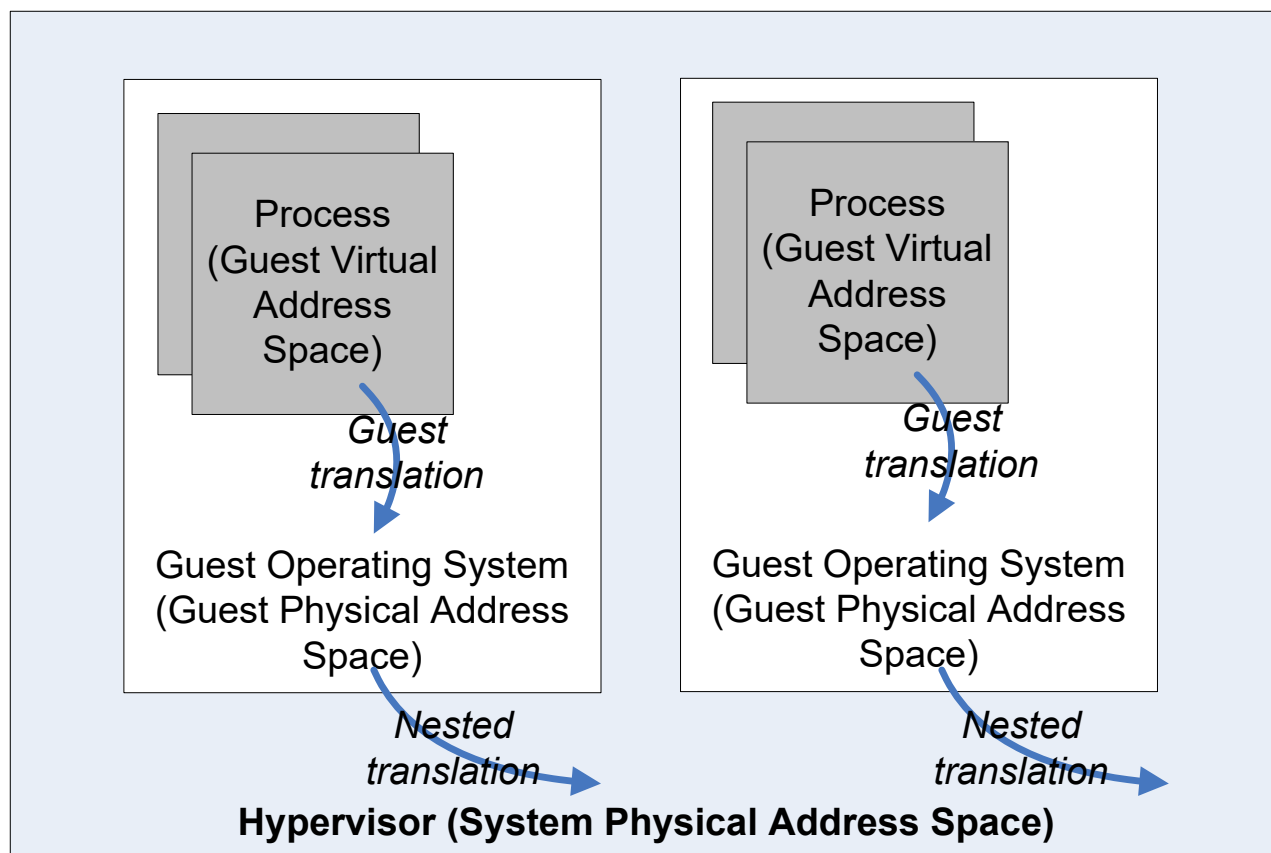 Process
(Guest Virtual
Address
Space)
Guest
translation
Guest Operating System
(Guest Physical Address
Space)
Nested
translation
Process
(Guest Virtual
Address
Space)
Guest
translation
Guest Operating System
(Guest Physical Address
Space)
Nested
translation
Hypervisor (System Physical Address Space)